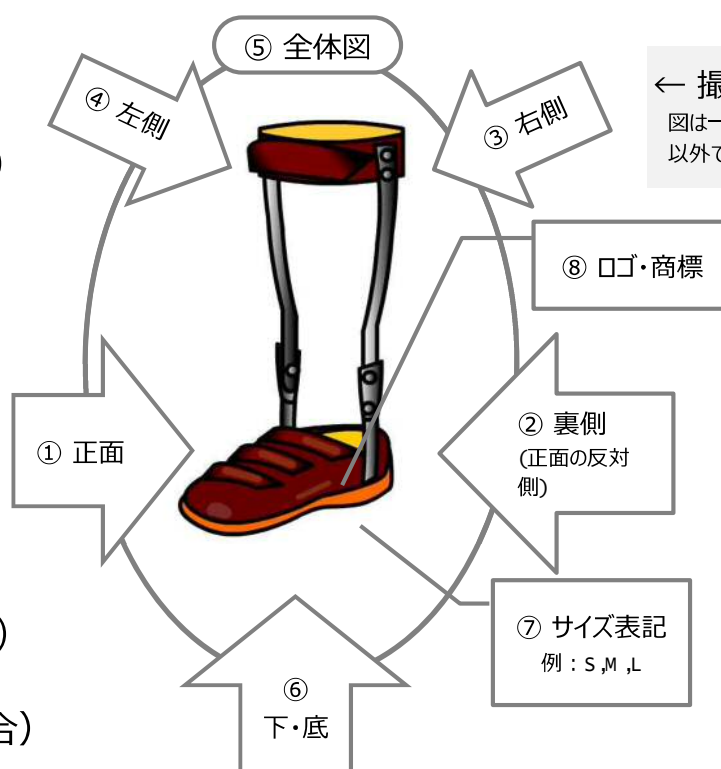 ⑤ 全体図
④ 左側
③ 右側
← 撮
図は一
以外て
)
⑧ ロゴ・商標
① 正面
② 裏側
(正面の反対
側)
)
⑦ サイズ表記
例：S,M,L
⑥
下・底
合)